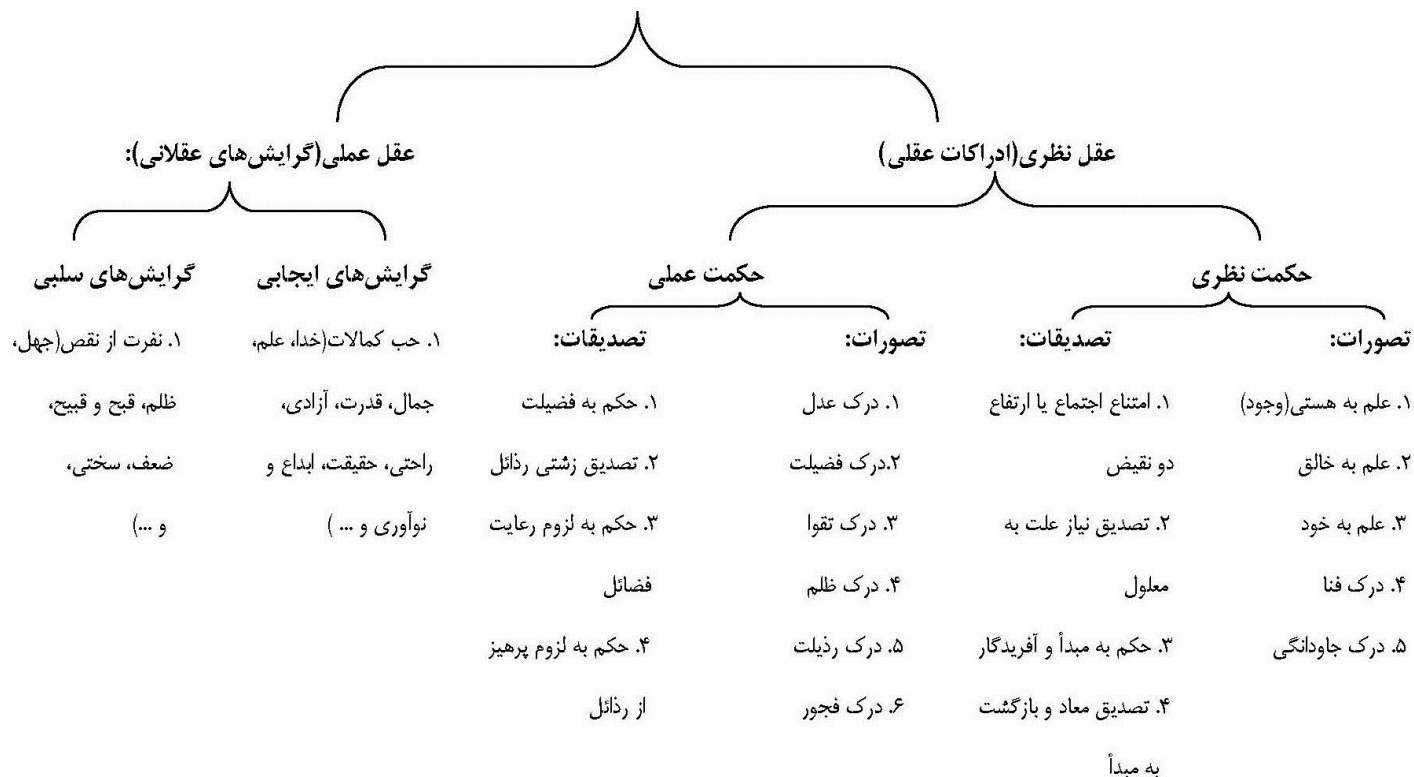 عقل نظری(ادراکات عقلی)
عقل عملی(گرایش‌های عقلانی):
حکمت نظری
حکمت عملی
گرایش‌های ایجابی
گرایش‌های سلبی
تصورات:
۱. علم به هستی(وجود)
۲. علم به خالق
۳. علم به خود
۴. درک فنا
۵. درک جاودانگی
تصدیقات:
۱. امتناع اجتماع یا ارتفاع
دو نقیض
۲. تصدیق نیاز علت به
معلول
۳. حکم به مبدأ و آفریدگار
۴. تصدیق معاد و بازگشت
به مبدأ
تصورات:
۱. درک عدل
۲.درک فضیلت
۳. درک تقوا
۴. درک ظلم
۵. درک رذیلت
۶. درک فجور
تصدیقات:
۱. حکم به فضیلت
۲. تصدیق زشتی رذائل
۳. حکم به لزوم رعایت
فضائل
۴. حکم به لزوم پرهیز
از رذائل
۱. حب کمالات(خدا، علم،
جمال، قدرت، آزادی،
راحتی، حقیقت، ابداع و
نوآوری و ... )
۱. نفرت از نقص(جهل،
ظلم، قبح و قبیح،
ضعف، سختی،
و ...)